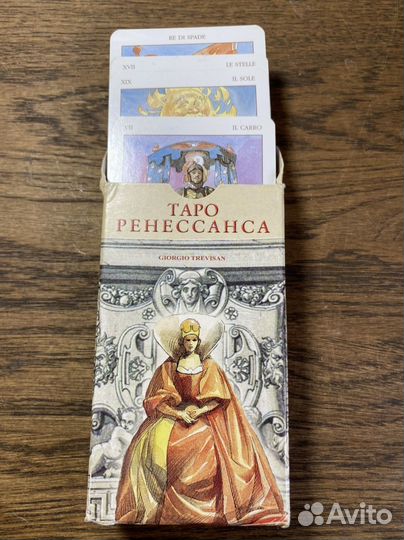 RE DI SPADE
XVII LE STELLE
XIX IL SOLE
VII IL CARRO
ТАРО
РЕНЕССАНСА
GIORGIO TREVISAN
Avito